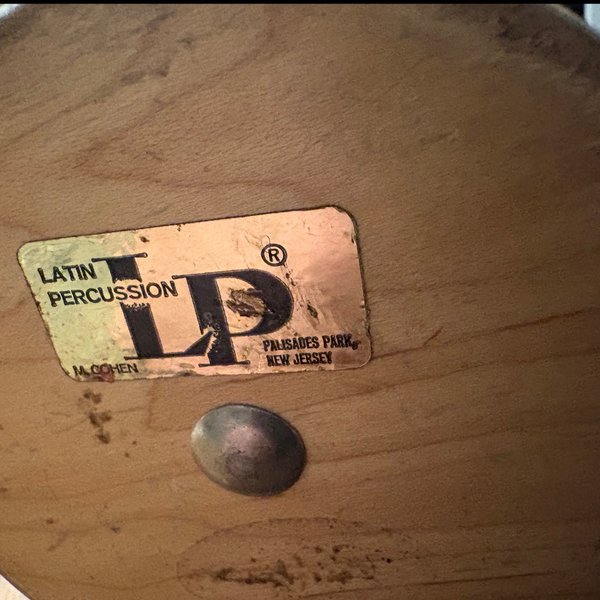 LATIN
PERCUSSION
LP®
PALISADES PARK,
NEW JERSEY
M. COHEN